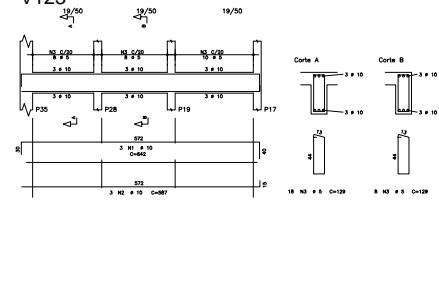 V123
19/50 19/50 19/50
A B
N3 C/20 N3 C/20 N3 C/20
8 ø 5 8 ø 5 10 ø 5
3 ø 10 3 ø 10 3 ø 10
3 ø 10 3 ø 10 3 ø 10
P35 P28 P19 P17
A B
572
30 3 N1 ø 10 40
C=642
572
3 N2 ø 10 C=587 15
Corte A Corte B
3 ø 10 3 ø 10
3 ø 10 3 ø 10
13 13
44 44
18 N3 ø 5 C=129 8 N3 ø 5 C=129